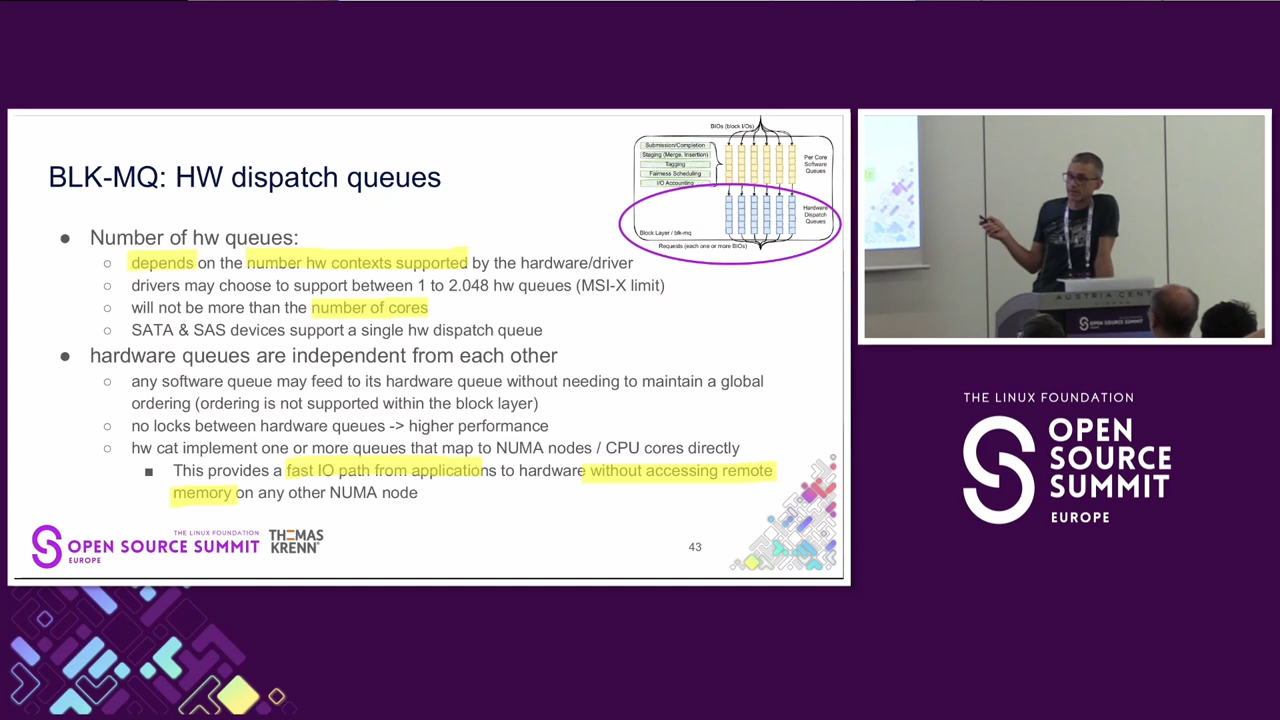 BLK-MQ: HW dispatch queues
BIOs (block I/Os)
Submission/Completion
Staging (Merge, Insertion)
Tagging
Fairness Scheduling
I/O Accounting
Per Core
Software
Queues
Hardware
Dispatch
Queues
Block Layer / blk-mq
Requests (each one or more BIOs)
● Number of hw queues:
○ depends on the number hw contexts supported by the hardware/driver
○ drivers may choose to support between 1 to 2.048 hw queues (MSI-X limit)
○ will not be more than the number of cores
○ SATA & SAS devices support a single hw dispatch queue
● hardware queues are independent from each other
○ any software queue may feed to its hardware queue without needing to maintain a global
ordering (ordering is not supported within the block layer)
○ no locks between hardware queues -> higher performance
○ hw cat implement one or more queues that map to NUMA nodes / CPU cores directly
■ This provides a fast IO path from applications to hardware without accessing remote
memory on any other NUMA node
THE LINUX FOUNDATION
OPEN SOURCE SUMMIT
EUROPE
THOMAS
KRENN®
43
AUSTRIA CENT
OPEN SOURCE SUMMIT
THE LINUX FOUNDATION
OPEN
SOURCE
SUMMIT
EUROPE